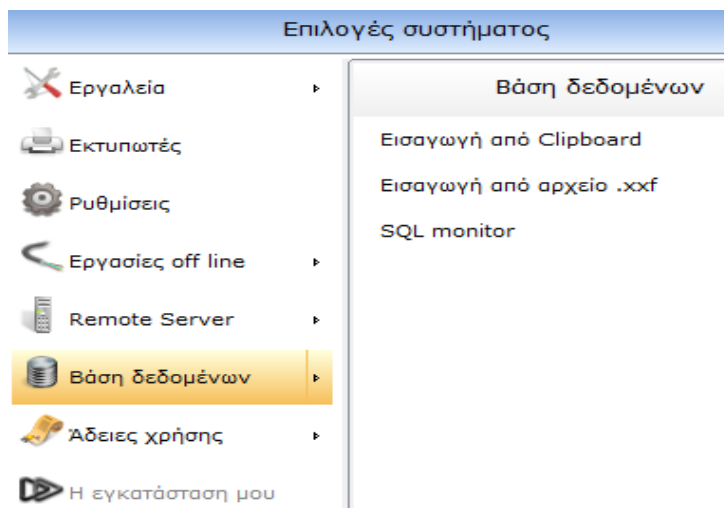 Επιλογές συστήματος
Εργαλεία
Εκτυπωτές
Ρυθμίσεις
Εργασίες off line
Remote Server
Βάση δεδομένων
Άδειες χρήσης
Η εγκατάσταση μου
Βάση δεδομένων
Εισαγωγή από Clipboard
Εισαγωγή από αρχείο .xxf
SQL monitor